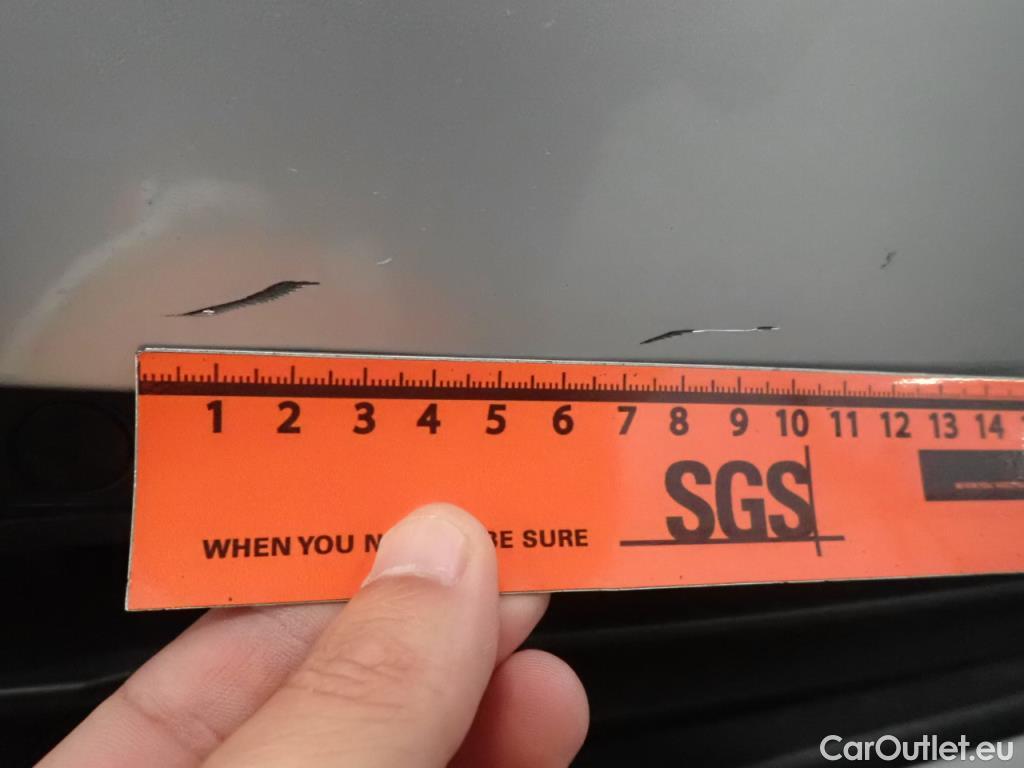 1 2 3 4 5 6 7 8 9 10 11 12 13 14
SGS
WHEN YOU BE SURE
CarOutlet.eu